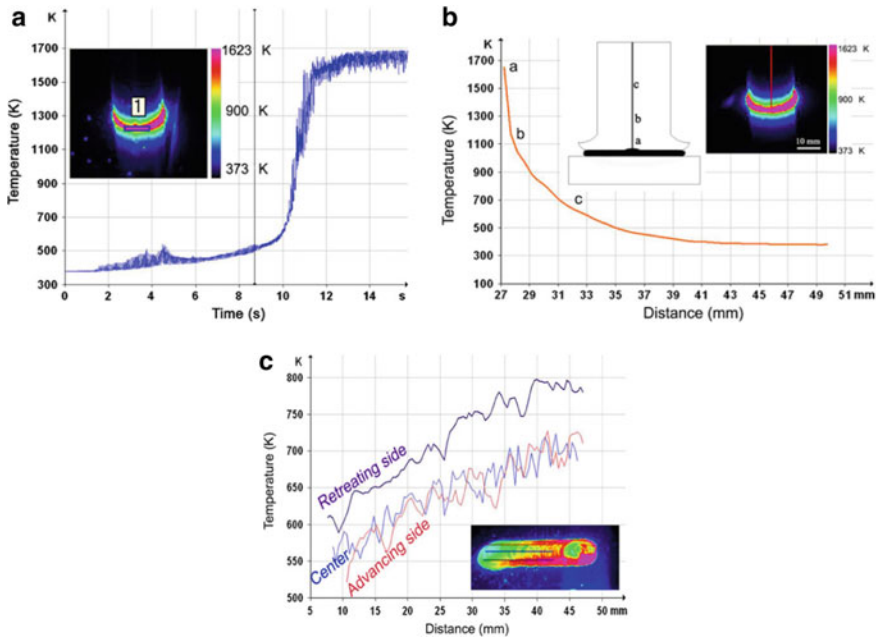 a
K
1700
1500
1300
1100
900
700
500
300
Temperature (K)
0 2 4 6 8 10 12 14 s
Time (s)
1
1623 K
900 K
373 K
b
K
1700
1500
1300
1100
900
700
500
300
100
Temperature (K)
27 29 31 33 35 37 39 41 43 45 47 49 51 mm
Distance (mm)
a
b
c
c
b
a
1623 K
900 K
373 K
10 mm
c
K
800
750
700
650
600
550
500
Temperature (K)
5 10 15 20 25 30 35 40 45 50 mm
Distance (mm)
Retreating side
Center
Advancing side